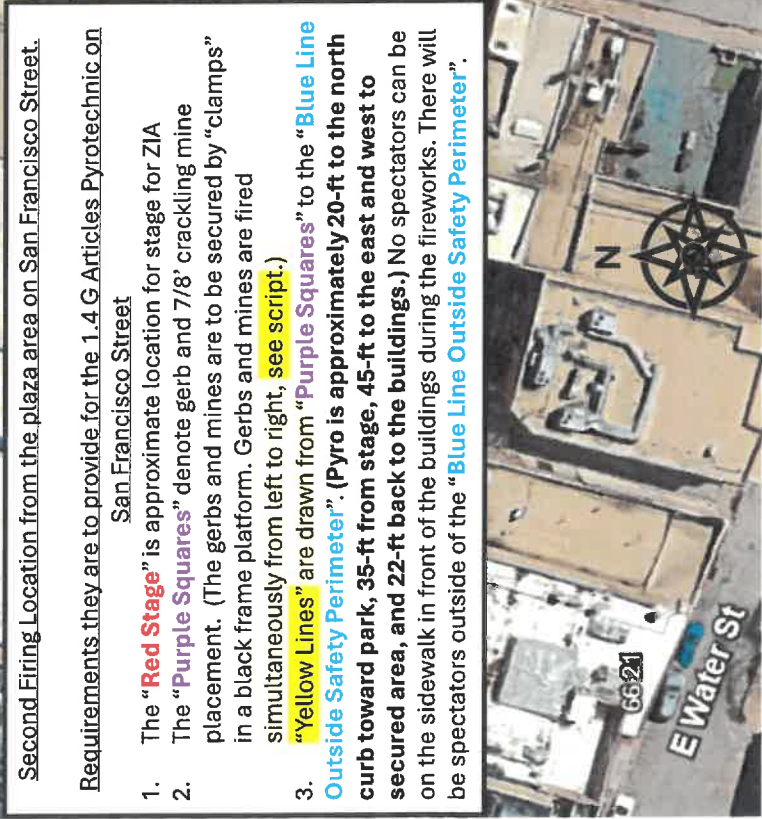 Second Firing Location from the plaza area on San Francisco Street.
Requirements they are to provide for the 1.4 G Articles Pyrotechnic on
San Francisco Street
1. The “Red Stage” is approximate location for stage for ZIA
2. The “Purple Squares” denote gerb and 7/8’ crackling mine
placement. (The gerbs and mines are to be secured by “clamps”
in a black frame platform. Gerbs and mines are fired
simultaneously from left to right, see script.)
3. “Yellow Lines” are drawn from “Purple Squares” to the “Blue Line
Outside Safety Perimeter”. (Pyro is approximately 20-ft to the north
curb toward park, 35-ft from stage, 45-ft to the east and west to
secured area, and 22-ft back to the buildings.) No spectators can be
on the sidewalk in front of the buildings during the fireworks. There will
be spectators outside of the “Blue Line Outside Safety Perimeter”.
N
E Water St